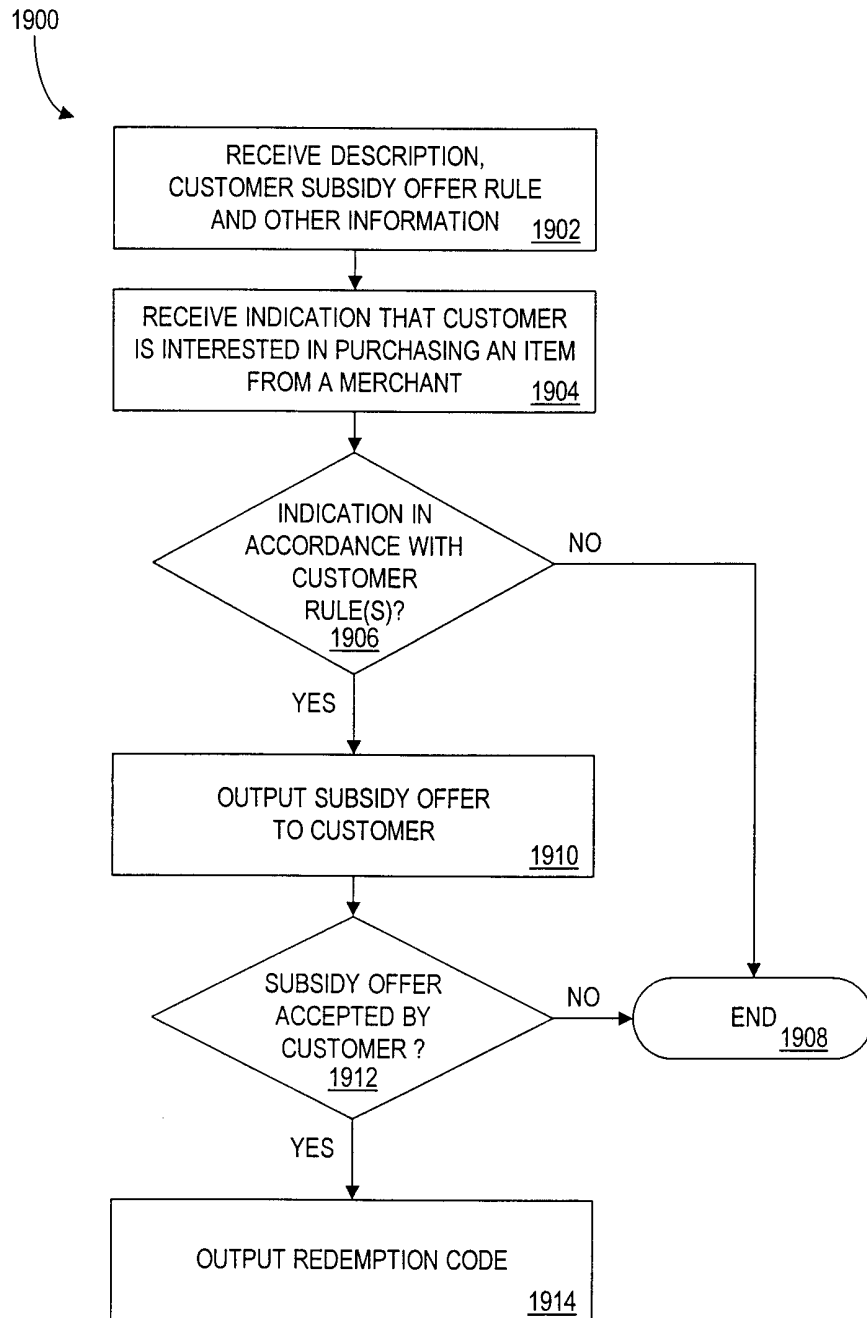 1900
RECEIVE DESCRIPTION,
CUSTOMER SUBSIDY OFFER RULE
AND OTHER INFORMATION
1902
RECEIVE INDICATION THAT CUSTOMER
IS INTERESTED IN PURCHASING AN ITEM
FROM A MERCHANT
1904
INDICATION IN
ACCORDANCE WITH
CUSTOMER
RULE(S)?
1906
NO
YES
OUTPUT SUBSIDY OFFER
TO CUSTOMER
1910
SUBSIDY OFFER
ACCEPTED BY
CUSTOMER ?
1912
NO
END
1908
YES
OUTPUT REDEMPTION CODE
1914